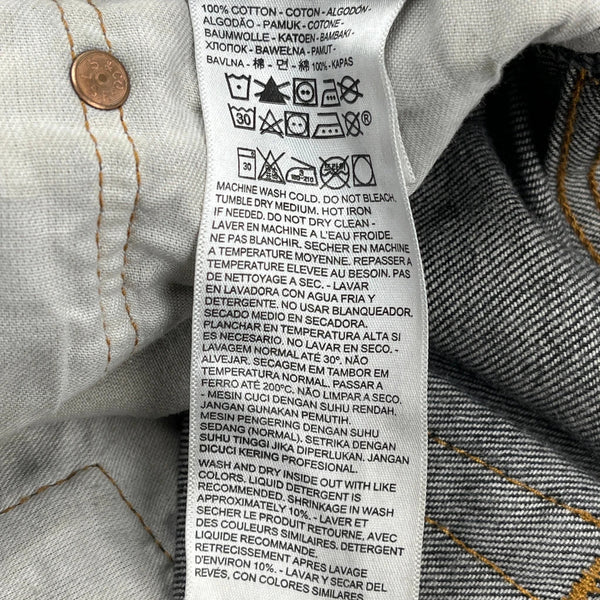 100% COTTON - COTON - ALGODÓN -
ALGODÃO - PAMUK - COTONE -
BAUMWOLLE - KATOEN - BAMBAKI -
ХЛОПОК - BAWEŁNA - PAMUT -
BAVLNA - 棉 - 면 - 綿 100% - KAPAS
30 ®
30
MACHINE WASH COLD. DO NOT BLEACH.
TUMBLE DRY MEDIUM. HOT IRON
IF NEEDED. DO NOT DRY CLEAN -
LAVER EN MACHINE A L'EAU FROIDE.
NE PAS BLANCHIR. SECHER EN MACHINE
A TEMPERATURE MOYENNE. REPASSER A
TEMPERATURE ELEVEE AU BESOIN. PAS
DE NETTOYAGE A SEC. - LAVAR
EN LAVADORA CON AGUA FRIA Y
DETERGENTE. NO USAR BLANQUEADOR.
SECADO MEDIO EN SECADORA.
PLANCHAR EN TEMPERATURA ALTA SI
ES NECESARIO. NO LAVAR EN SECO. -
LAVAGEM NORMAL ATÉ 30º. NÃO
ALVEJAR. SECAGEM EM TAMBOR EM
TEMPERATURA NORMAL. PASSAR A
FERRO ATÉ 200ºC. NÃO LIMPAR A SECO.
- MESIN CUCI DENGAN SUHU RENDAH.
JANGAN GUNAKAN PEMUTIH.
MESIN PENGERING DENGAN SUHU
SEDANG (NORMAL). SETRIKA DENGAN
SUHU TINGGI JIKA DIPERLUKAN. JANGAN
DICUCI KERING PROFESIONAL.
WASH AND DRY INSIDE OUT WITH LIKE
COLORS. LIQUID DETERGENT IS
RECOMMENDED. SHRINKAGE IN WASH
APPROXIMATELY 10%. - LAVER ET
SECHER LE PRODUIT RETOURNE, AVEC
DES COULEURS SIMILAIRES. DETERGENT
LIQUIDE RECOMMANDE.
RETRECISSEMENT APRES LAVAGE
D'ENVIRON 10%. - LAVAR Y SECAR DEL
REVÉS, CON COLORES SIMILARES.